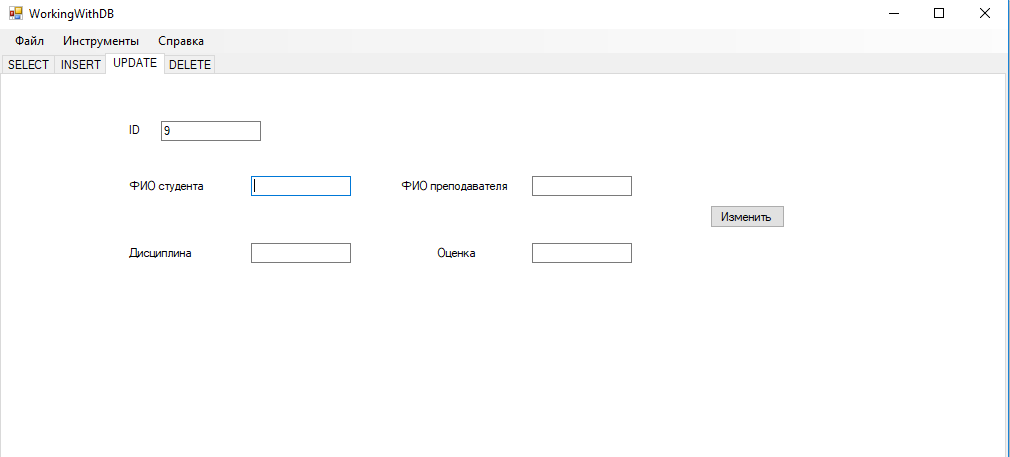 WorkingWithDB
Файл Инструменты Справка
SELECT INSERT UPDATE DELETE
ID 9
ФИО студента ФИО преподавателя
Изменить
Дисциплина Оценка